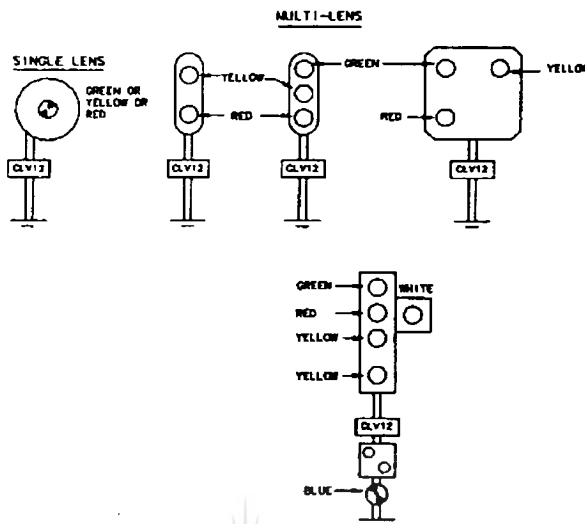 MULTI-LENS
SINGLE LENS
GREEN OR
YELLOW OR
RED
YELLOW
RED
GREEN
YELLOW
RED
CLV12
CLV12
CLV12
CLV12
GREEN
WHITE
RED
YELLOW
YELLOW
CLV12
BLUE